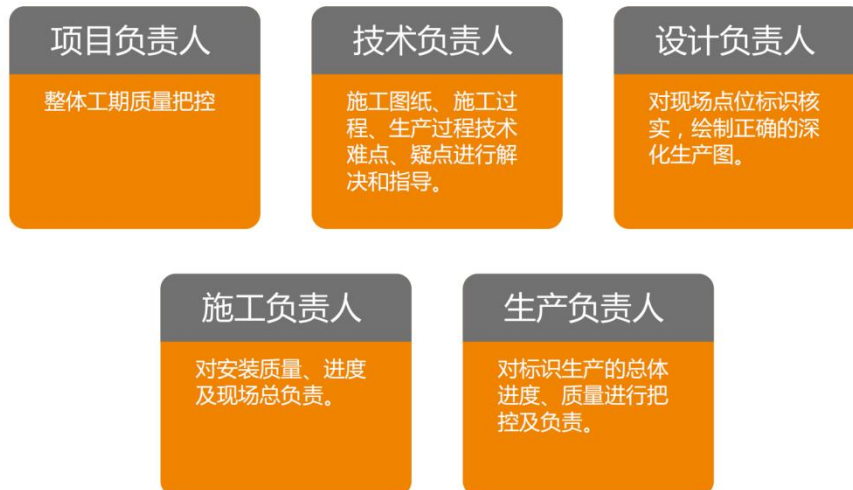 项目负责人
整体工期质量把控
技术负责人
施工图纸、施工过
程、生产过程技术
难点、疑点进行解
决和指导。
设计负责人
对现场点位标识核
实，绘制正确的深
化生产图。
施工负责人
对安装质量、进度
及现场总负责。
生产负责人
对标识生产的总体
进度、质量进行把
控及负责。